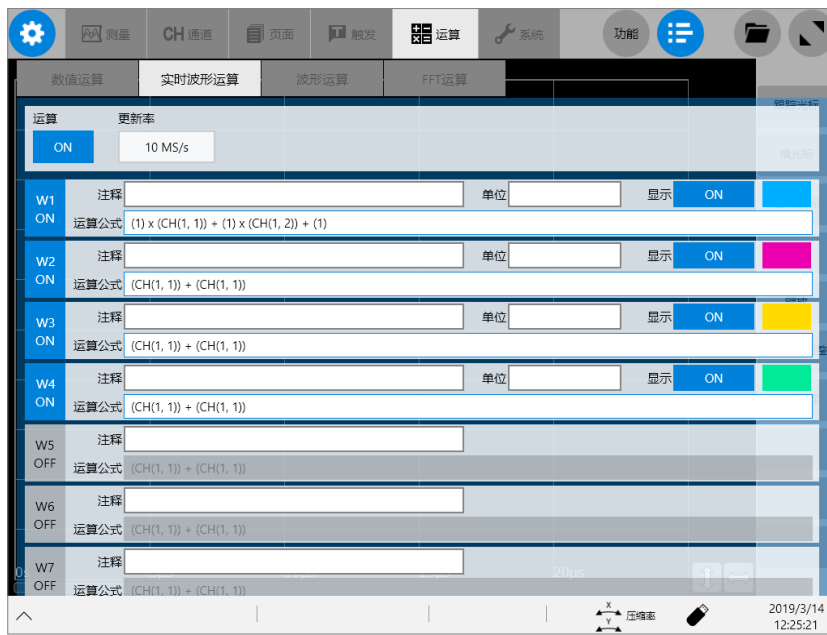 测量 CH 通道 页面 T 触发 运算 系统 功能
数值运算 实时波形运算 波形运算 FFT运算
跟踪光标
运算 更新率
ON 10 MS/s
横光标
W1 ON 注释 单位 显示 ON
运算公式 (1) x (CH(1, 1)) + (1) x (CH(1, 2)) + (1)
W2 ON 注释 单位 显示 ON
运算公式 (CH(1, 1)) + (CH(1, 1))
W3 ON 注释 单位 显示 ON
运算公式 (CH(1, 1)) + (CH(1, 1))
W4 ON 注释 单位 显示 ON
运算公式 (CH(1, 1)) + (CH(1, 1))
W5 OFF 注释
运算公式 (CH(1, 1)) + (CH(1, 1))
W6 OFF 注释
运算公式 (CH(1, 1)) + (CH(1, 1))
W7 OFF 注释
运算公式 (CH(1, 1)) + (CH(1, 1))
0s 20μs
X
Y 压缩率
2019/3/14
12:25:21